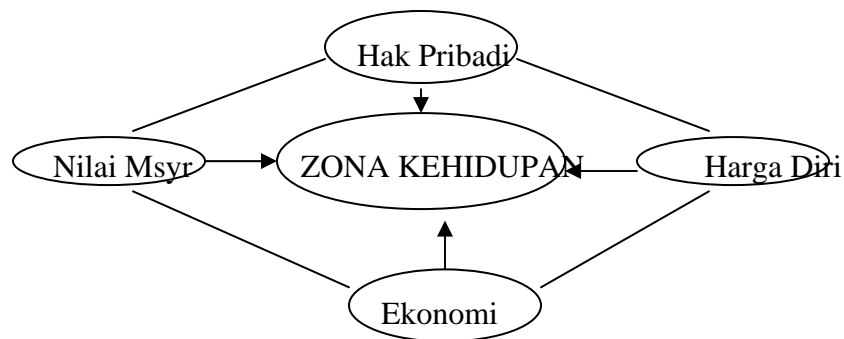 Hak Pribadi
Nilai Msyr
ZONA KEHIDUPAN
Harga Diri
Ekonomi